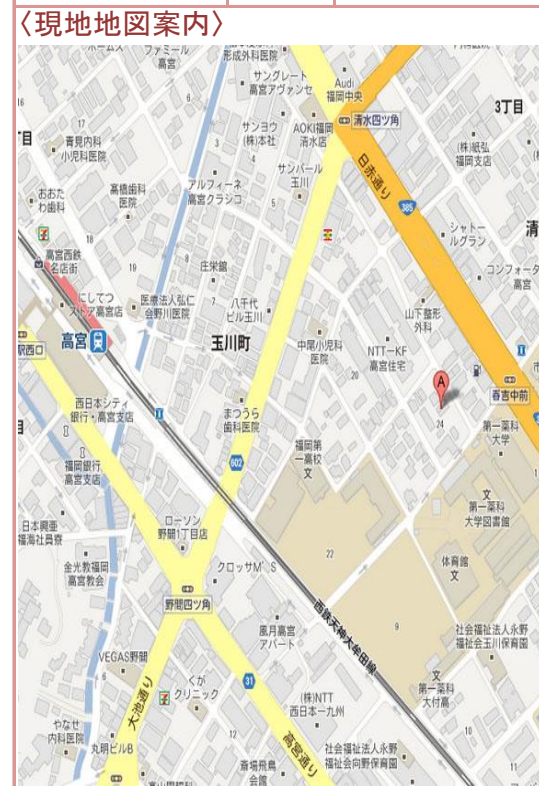 〈現地地図案内〉
ファミール
高宮
形成外科医院
サングレート
高宮アヴァンセ
Audi
福岡中央
清水四ツ角
3丁目
青見内科
小児科医院
サンヨウ
(株)本社
AOKI福岡
清水店
(株)紙弘
福岡支店
サンパール
玉川
日赤通り
おおた
わ歯科
高橋歯科
医院
アルフィーネ
高宮クラシコ
385
シャトー
ルグラン
清
高宮西鉄
名店街
庄栄館
コンフォータ
高宮
にしてつ
ストア高宮店
医療法人弘仁
会野川医院
八千代
ビル玉川
山下整形
外科
高宮
玉川町
中尾小児科
医院
NTT-KF
高宮住宅
駅西口
A
春吉中前
西日本シティ
銀行・高宮支店
まつうら
歯科医院
24
第一薬科
大学
福岡第
一高校
文
602
福岡銀行
高宮支店
文
第一薬科
大学図書館
日本興亜
福海社員寮
ローソン
野間1丁目店
22
体育館
文
金光教福岡
高宮教会
クロッサM'S
野間四ツ角
西鉄天神大牟田線
9
風月高宮
アパート
社会福祉法人永野
福祉会玉川保育園
VEGAS野間
くが
クリニック
31
文
第一薬科
大付高
大池通り
(株)NTT
西日本一九州
やなせ
内科医院
丸明ビルB
高宮通り
斎場飛鳥
会館
社会福祉法人永野
福祉会向野保育園